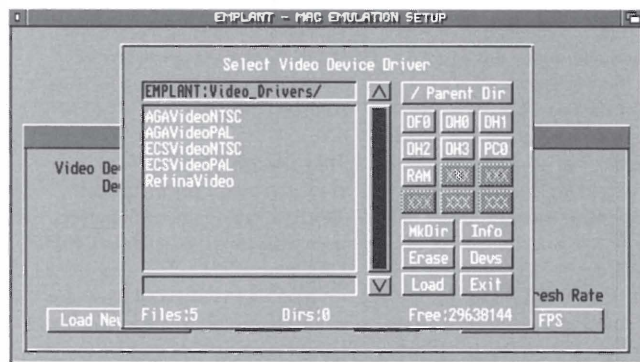 EMPLANT - MAC EMULATION SETUP
Select Video Device Driver
EMPLANT:Video_Drivers/
/ Parent Dir
AGAVideoNTSC
AGAVideoPAL
ECSVideoNTSC
ECSVideoPAL
RetinaVideo
DF0 DH0 DH1
DH2 DH3 PC0
RAM XXX XXX
XXX XXX XXX
MkDir Info
Erase Devs
Load Exit
Video De
De
resh Rate
Load Ne
FPS
Files:5 Dirs:0 Free:29638144